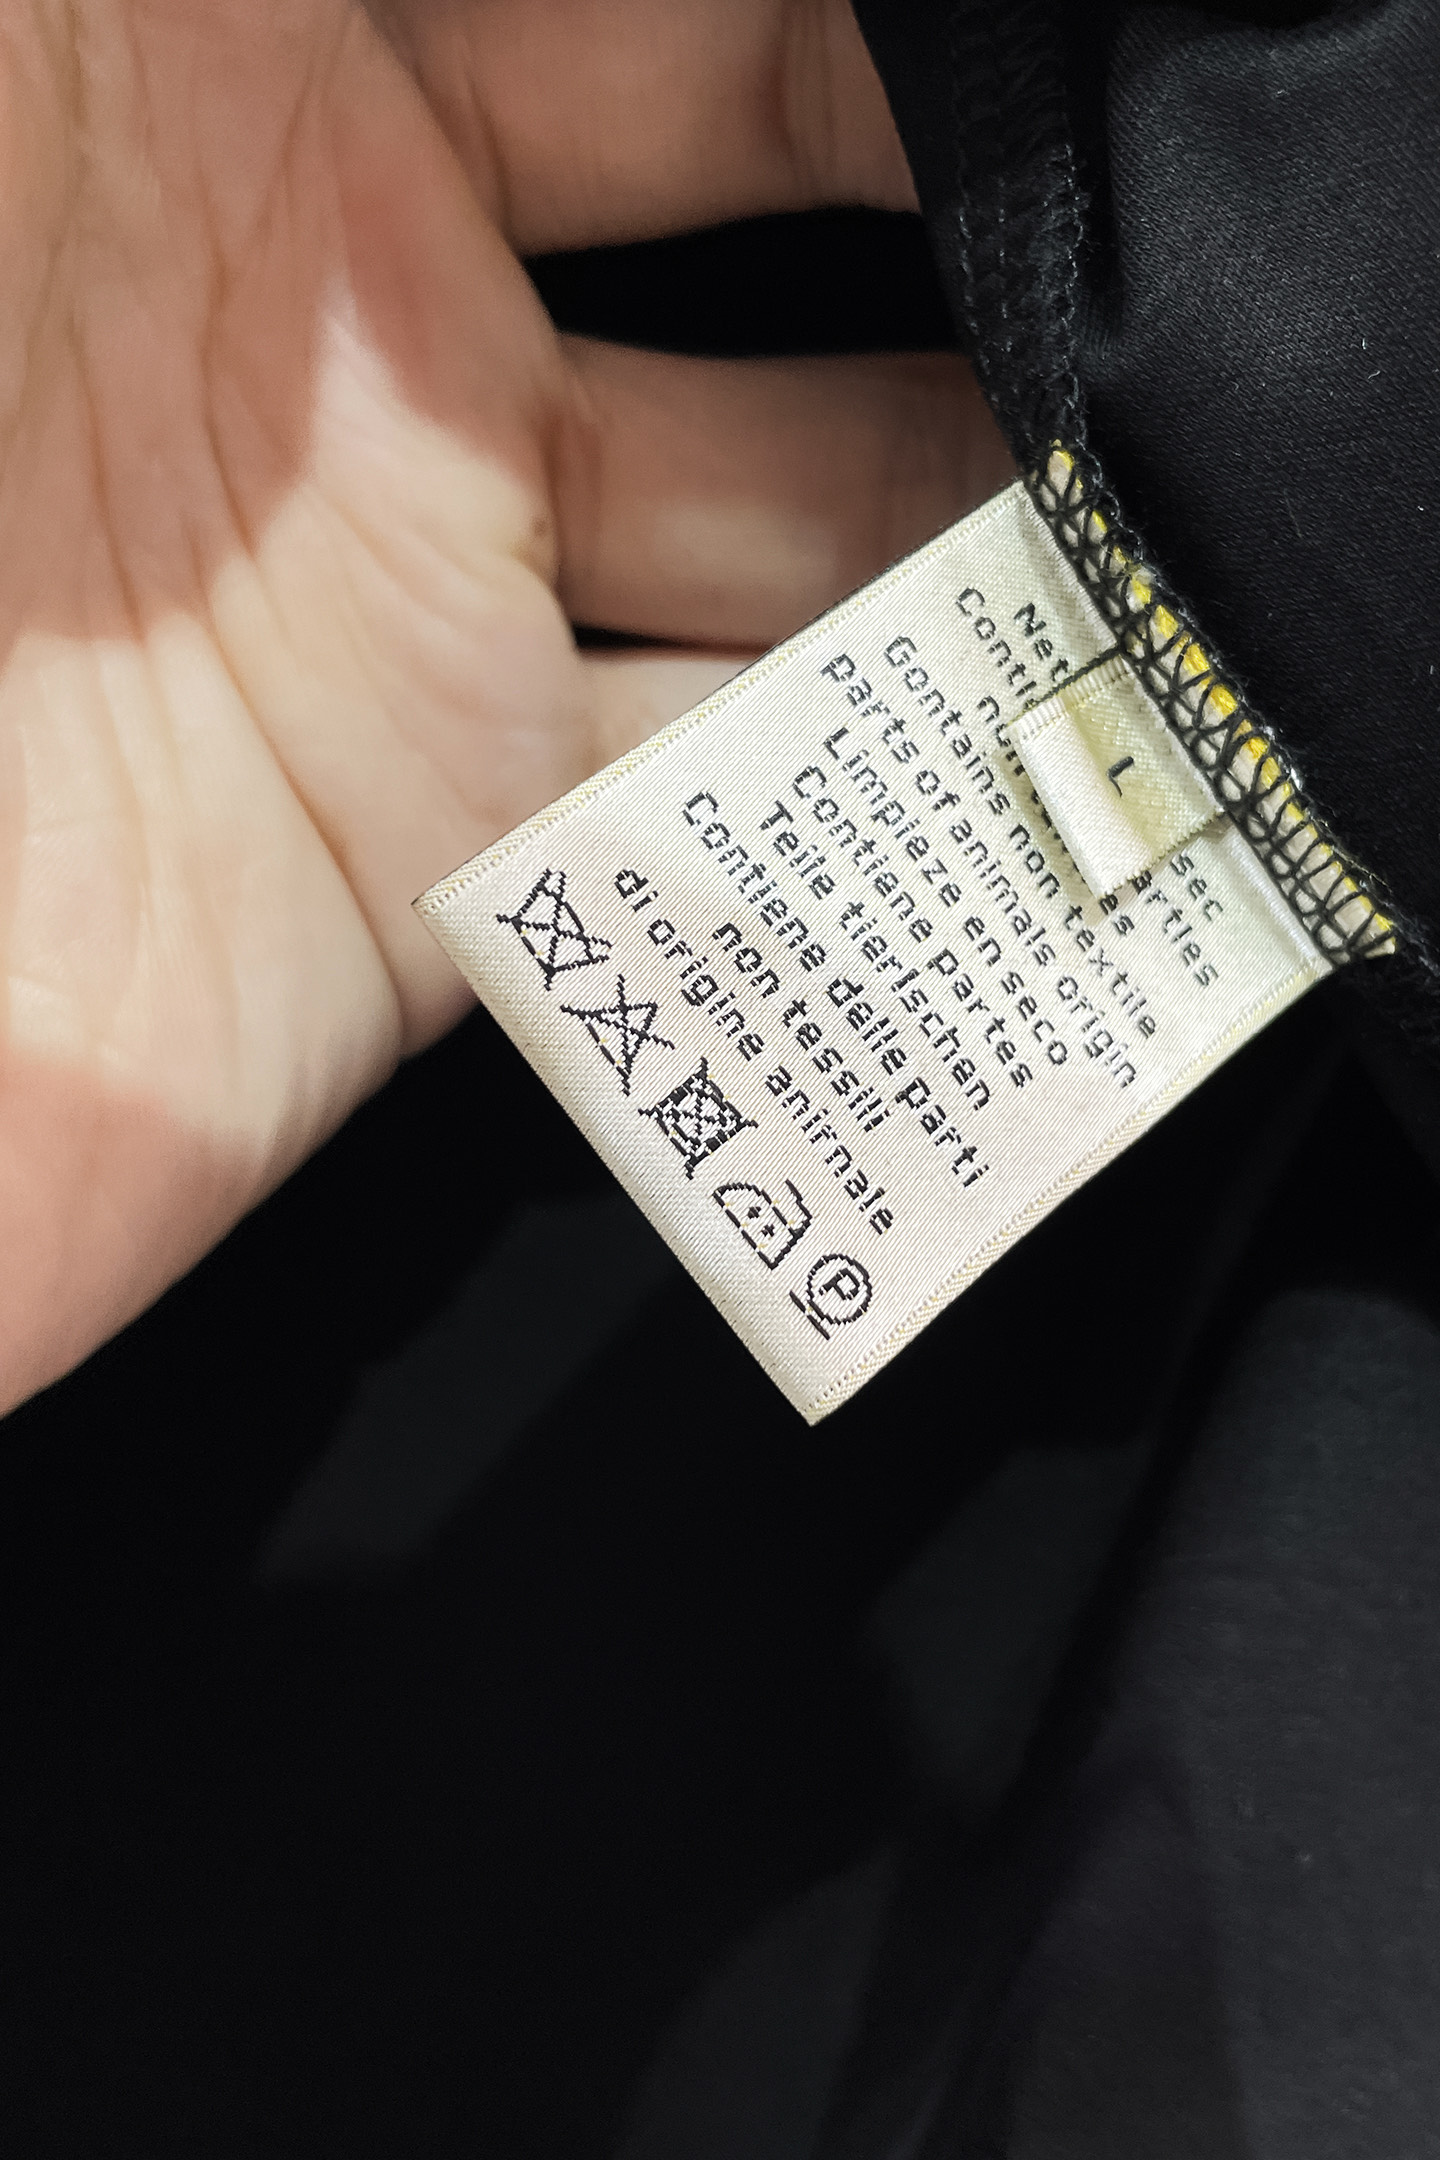 L
sec
Contains non textile
parts of animals origin
Limpieze en seco
Contiene partes
Teile tierischen
Contiene dalle parti
non tessili
di origine animale
P